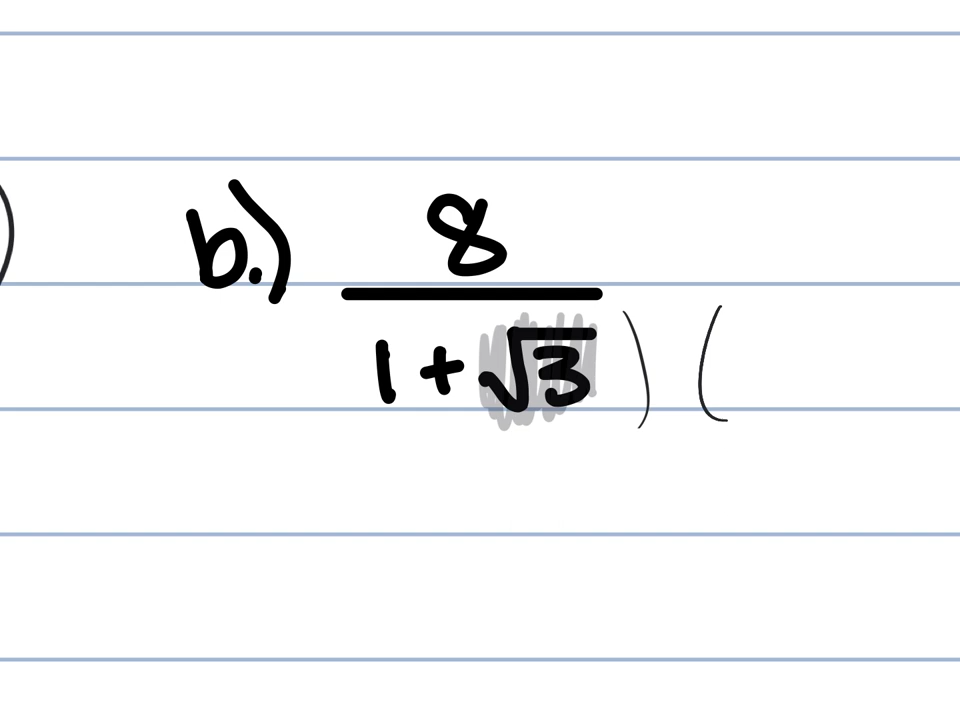 b.) 8
1 + √3 ) (